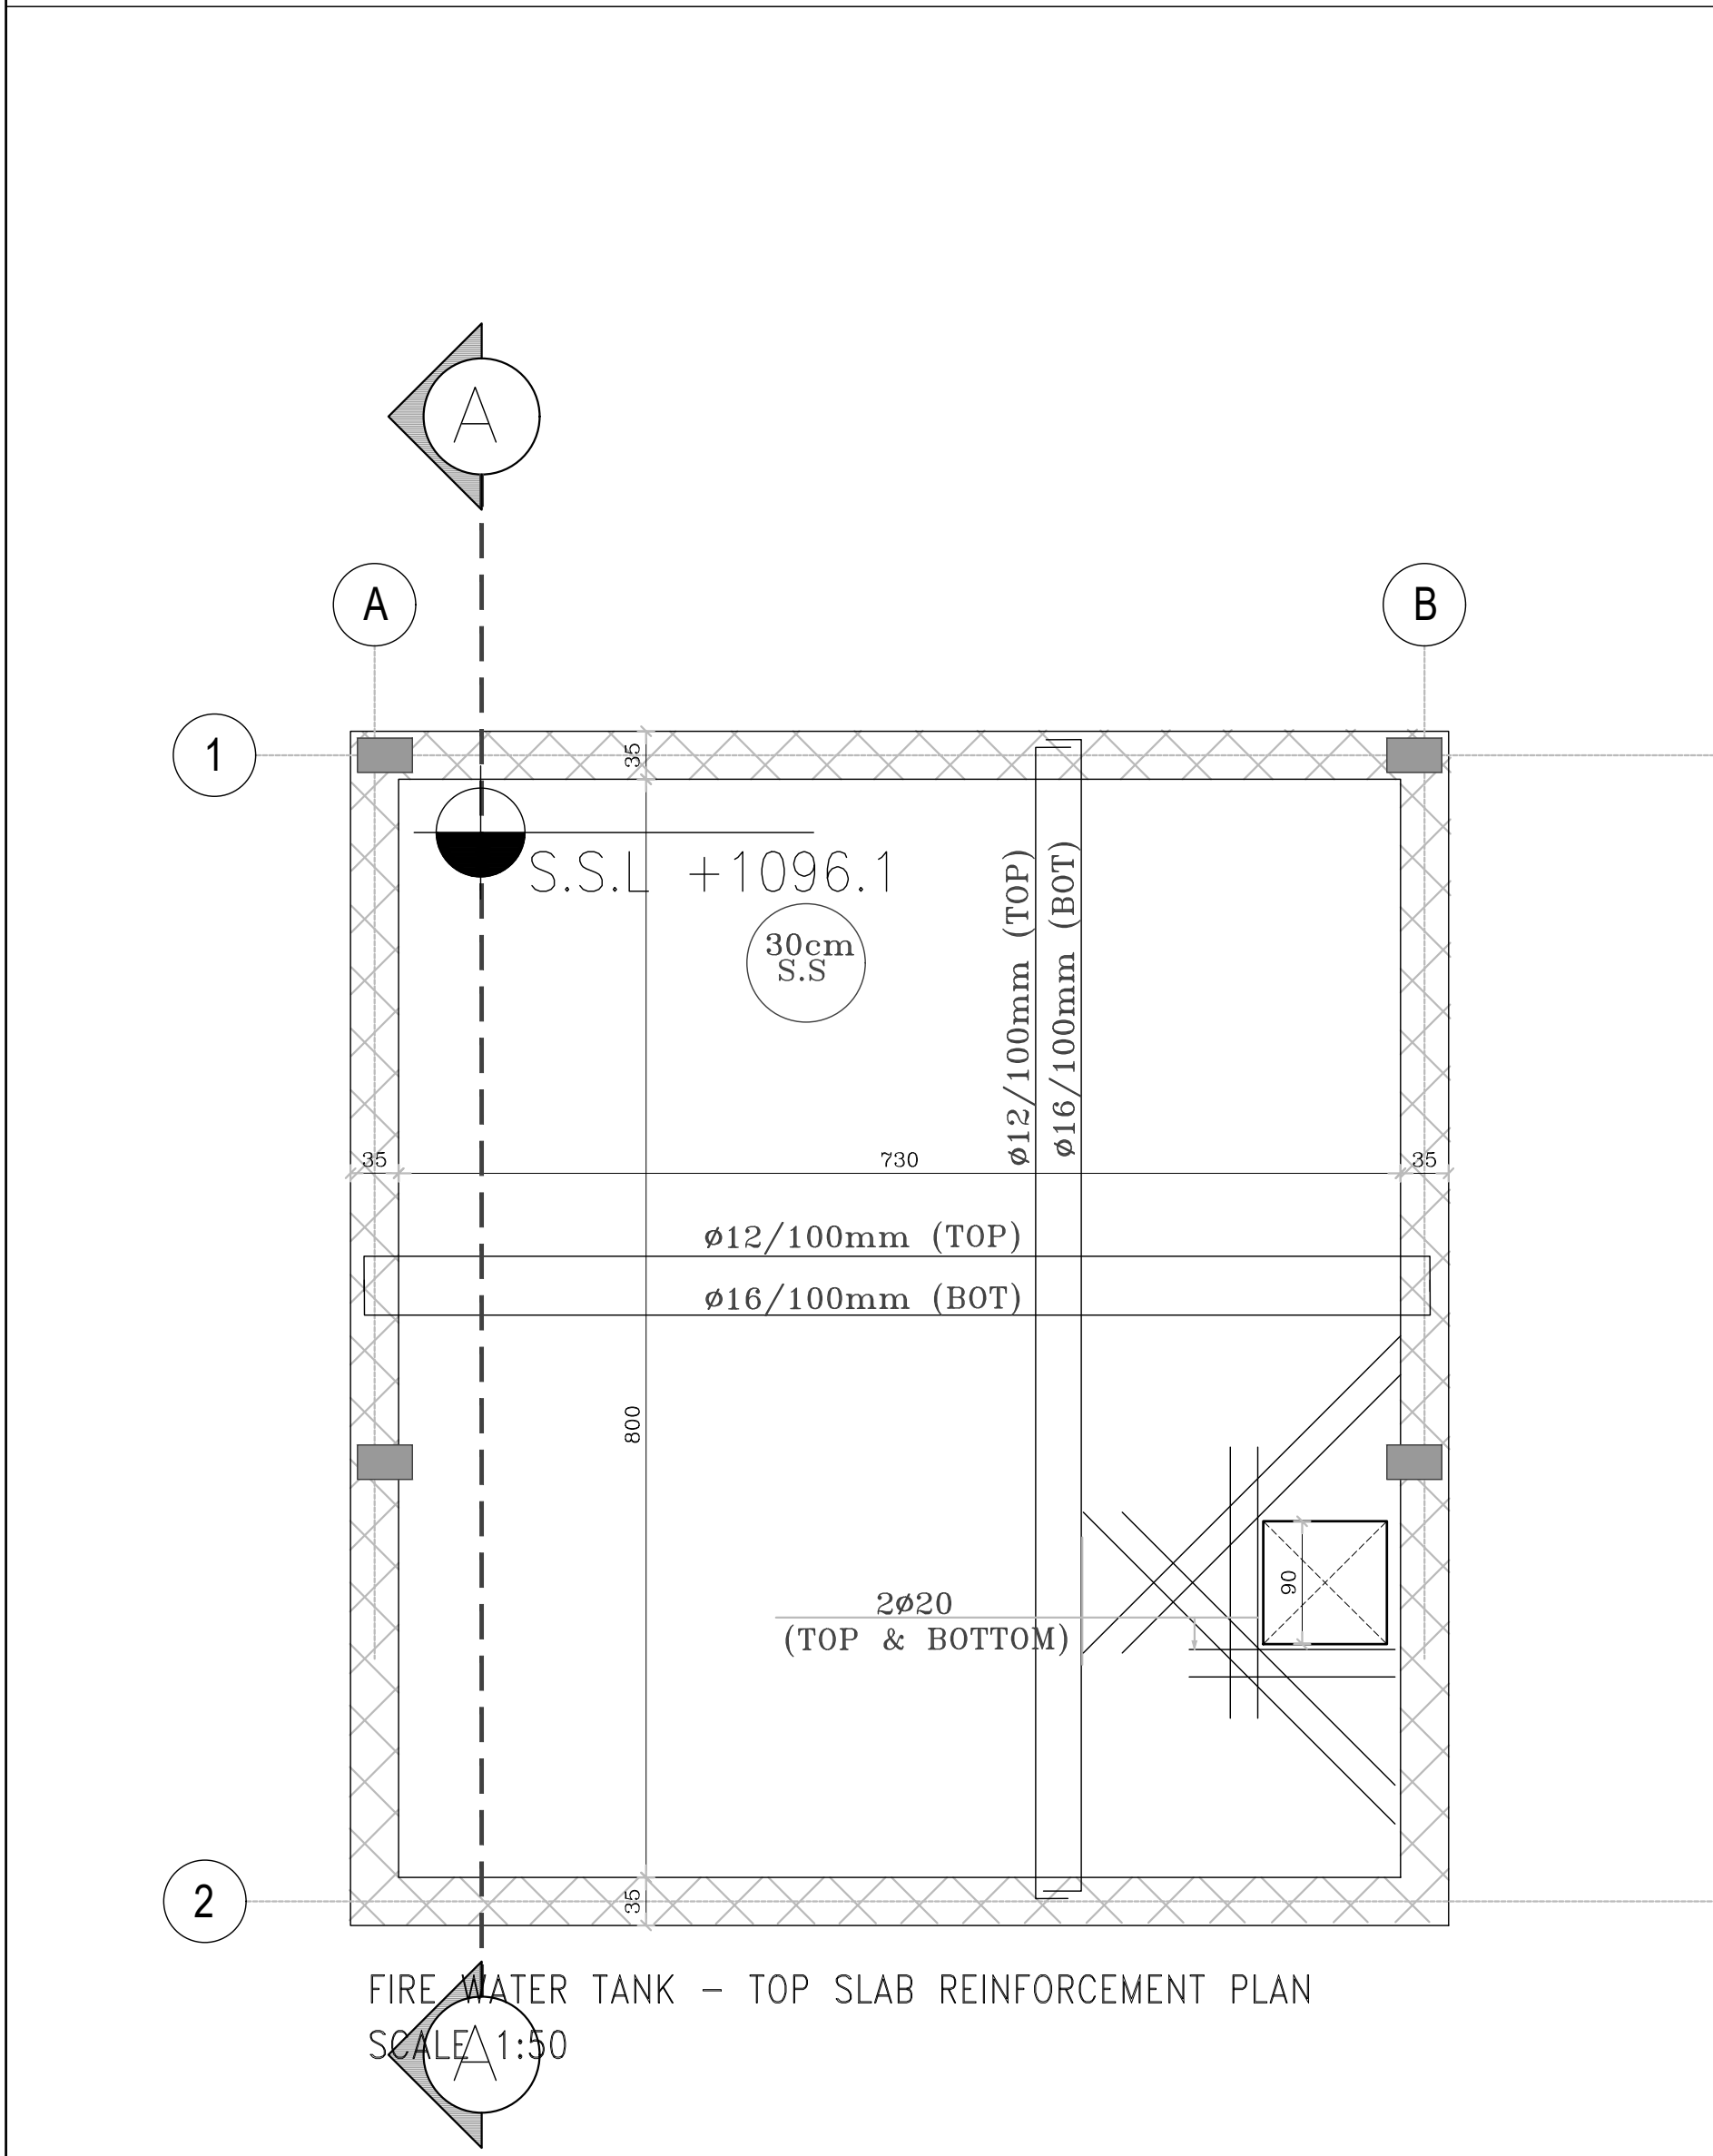 A
A
B
1
35
S.S.L +1096.1
30cm
S.S
ø12/100mm (TOP)
ø16/100mm (BOT)
35
730
35
ø12/100mm (TOP)
ø16/100mm (BOT)
800
90
2ø20
(TOP & BOTTOM)
35
2
FIRE WATER TANK – TOP SLAB REINFORCEMENT PLAN
SCALE 1:50
A